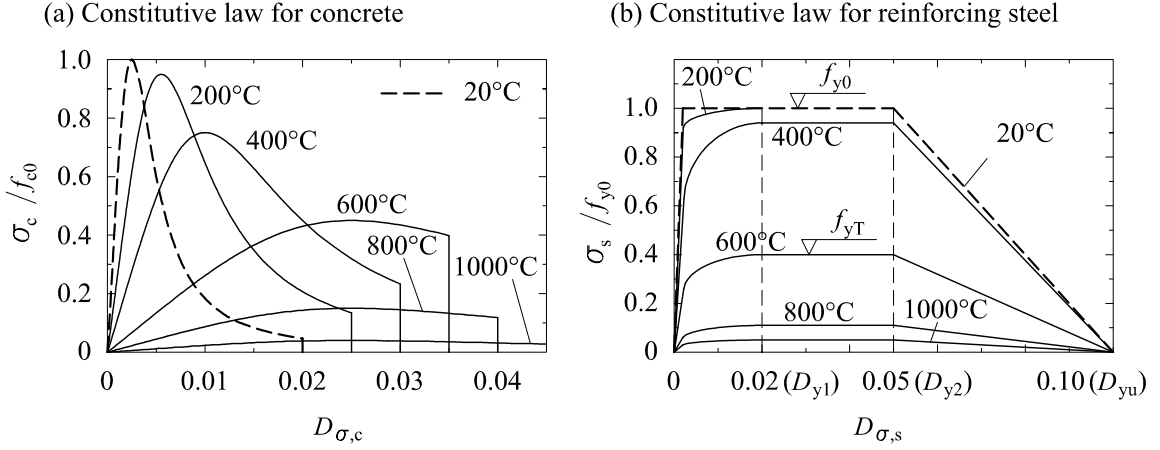 (a) Constitutive law for concrete
1.0
0.8
0.6
0.4
0.2
0
σc /fc0
200°C
20°C
400°C
600°C
800°C
1000°C
0 0.01 0.02 0.03 0.04
Dσ,c
(b) Constitutive law for reinforcing steel
1.0
0.8
0.6
0.4
0.2
0
σs /fy0
200°C
fy0
400°C
20°C
600°C
fyT
800°C
1000°C
0 0.02 (Dy1) 0.05 (Dy2) 0.10 (Dyu)
Dσ,s